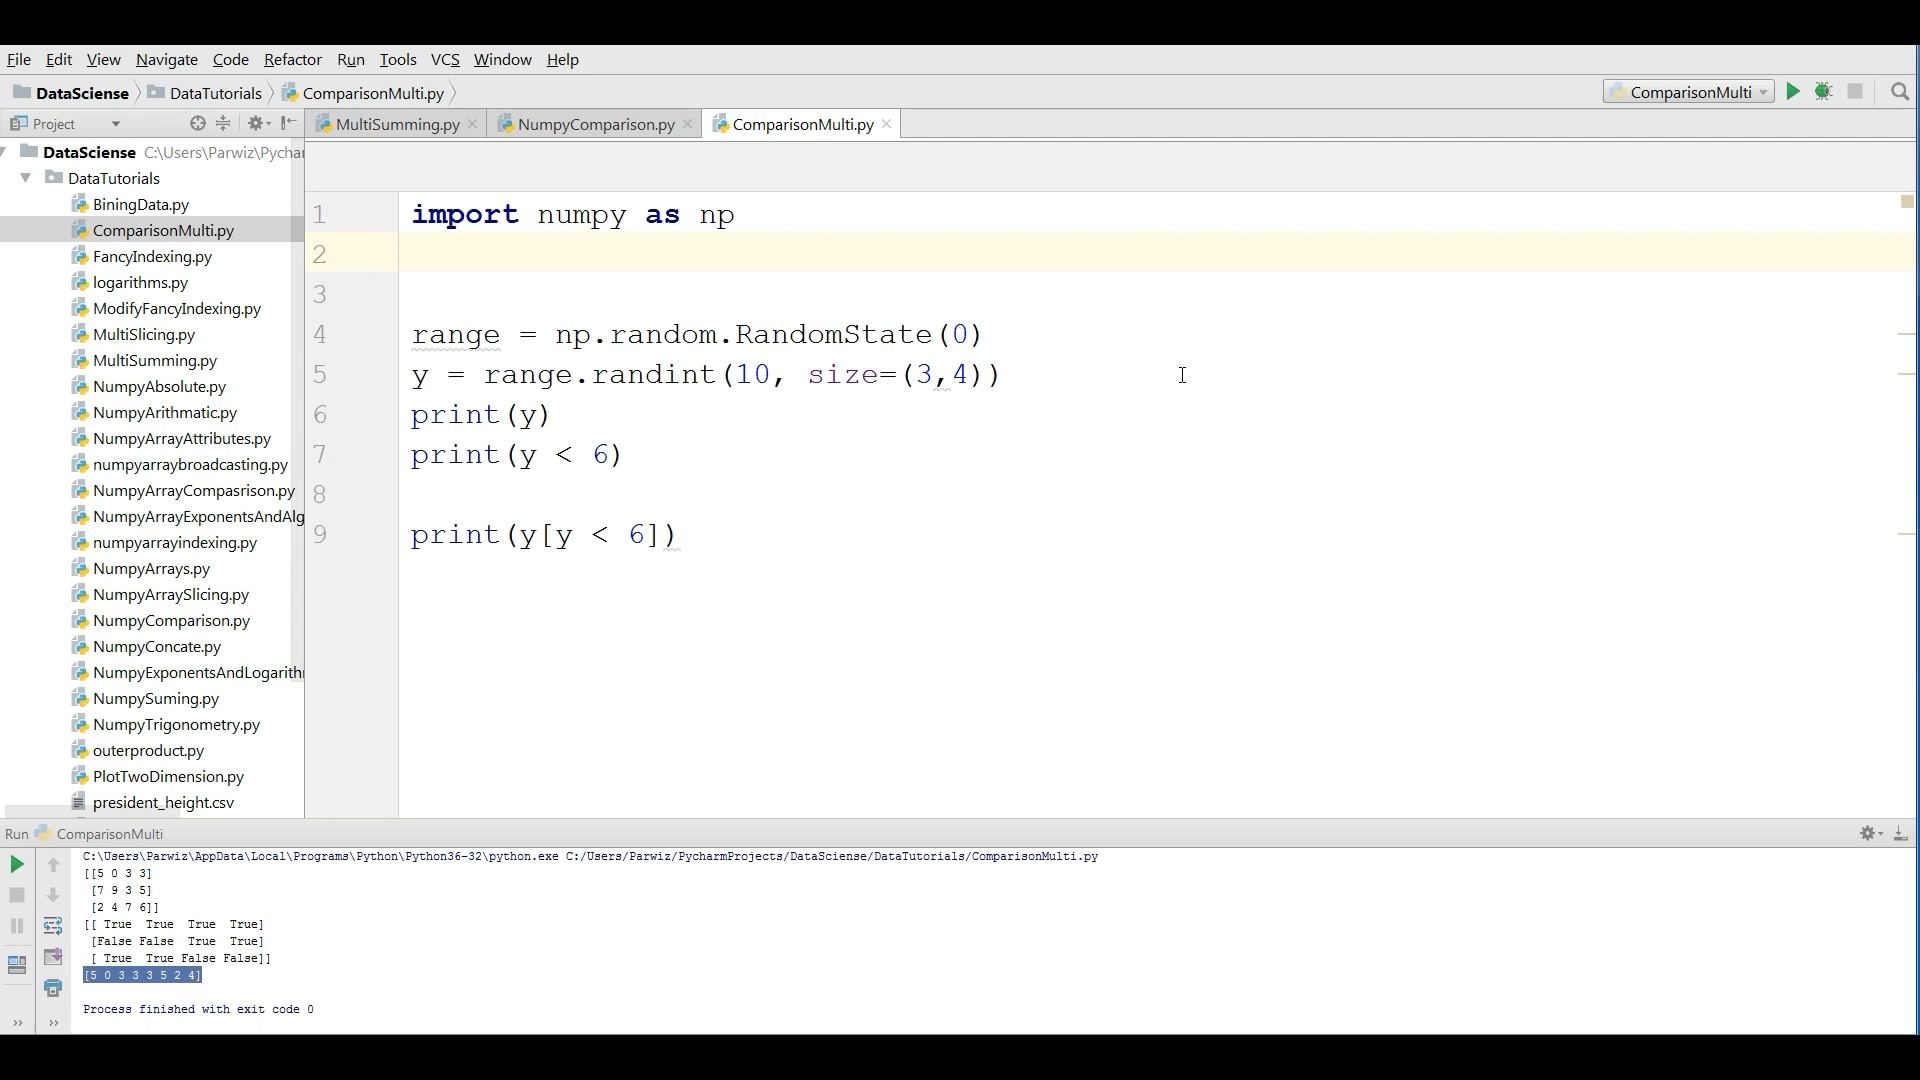 File Edit View Navigate Code Refactor Run Tools VCS Window Help
DataSciense DataTutorials ComparisonMulti.py ComparisonMulti
Project MultiSumming.py NumpyComparison.py ComparisonMulti.py
DataSciense C:\Users\Parwiz\Pychar
DataTutorials
BiningData.py
ComparisonMulti.py
FancyIndexing.py
logarithms.py
ModifyFancyIndexing.py
MultiSlicing.py
MultiSumming.py
NumpyAbsolute.py
NumpyArithmatic.py
NumpyArrayAttributes.py
numpyarraybroadcasting.py
NumpyArrayCompasrison.py
NumpyArrayExponentsAndAlg
numpyarrayindexing.py
NumpyArrays.py
NumpyArraySlicing.py
NumpyComparison.py
NumpyConcate.py
NumpyExponentsAndLogarith
NumpySuming.py
NumpyTrigonometry.py
outerproduct.py
PlotTwoDimension.py
president_height.csv
1 import numpy as np
2
3
4 range = np.random.RandomState(0)
5 y = range.randint(10, size=(3,4))
6 print(y)
7 print(y < 6)
8
9 print(y[y < 6])
Run ComparisonMulti
C:\Users\Parwiz\AppData\Local\Programs\Python\Python36-32\python.exe C:/Users/Parwiz/PycharmProjects/DataSciense/DataTutorials/ComparisonMulti.py
[[5 0 3 3]
[7 9 3 5]
[2 4 7 6]]
[[ True True True True]
[False False True True]
[ True True False False]]
[5 0 3 3 3 5 2 4]
Process finished with exit code 0